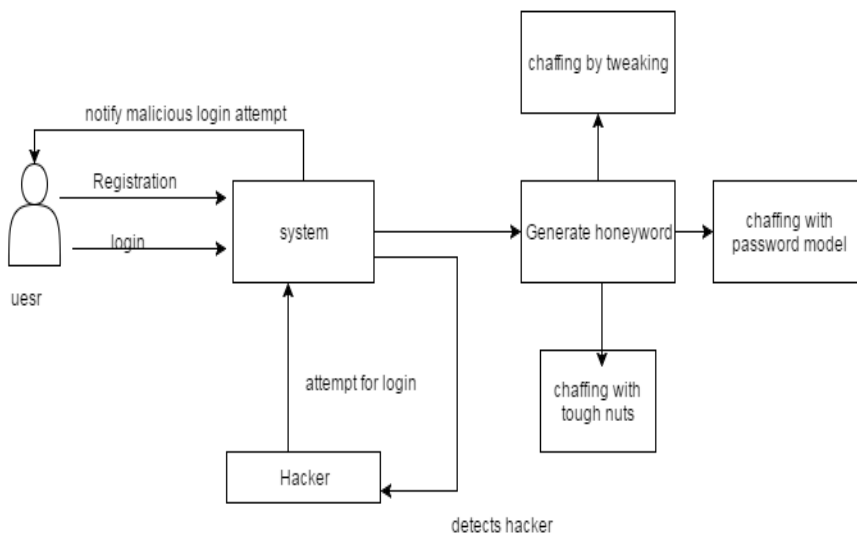 chaffing by tweaking
notify malicious login attempt
Registration
system
Generate honeyword
chaffing with
password model
login
uesr
attempt for login
chaffing with
tough nuts
Hacker
detects hacker